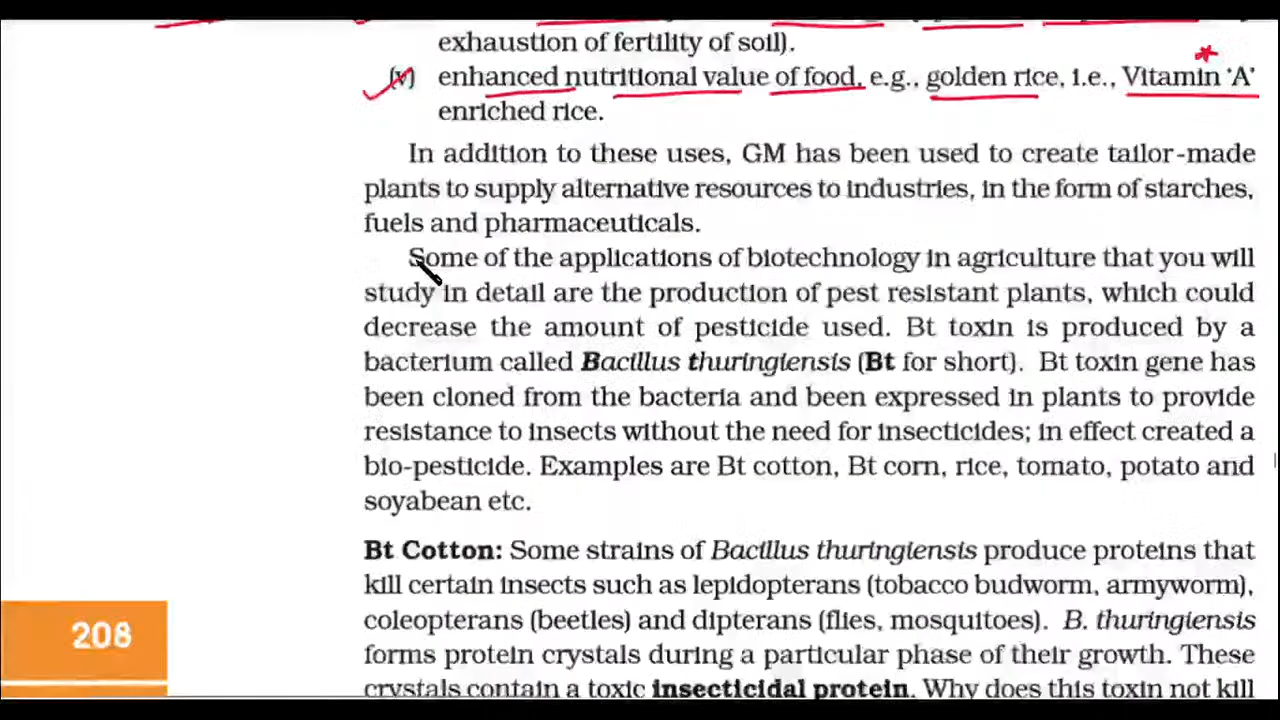 exhaustion of fertility of soil).
(v) enhanced nutritional value of food, e.g., golden rice, i.e., Vitamin ‘A’
enriched rice.
In addition to these uses, GM has been used to create tailor-made
plants to supply alternative resources to industries, in the form of starches,
fuels and pharmaceuticals.
Some of the applications of biotechnology in agriculture that you will
study in detail are the production of pest resistant plants, which could
decrease the amount of pesticide used. Bt toxin is produced by a
bacterium called Bacillus thuringiensis (Bt for short). Bt toxin gene has
been cloned from the bacteria and been expressed in plants to provide
resistance to insects without the need for insecticides; in effect created a
bio-pesticide. Examples are Bt cotton, Bt corn, rice, tomato, potato and
soyabean etc.
Bt Cotton: Some strains of Bacillus thuringiensis produce proteins that
kill certain insects such as lepidopterans (tobacco budworm, armyworm),
coleopterans (beetles) and dipterans (flies, mosquitoes). B. thuringiensis
forms protein crystals during a particular phase of their growth. These
crystals contain a toxic insecticidal protein. Why does this toxin not kill
208